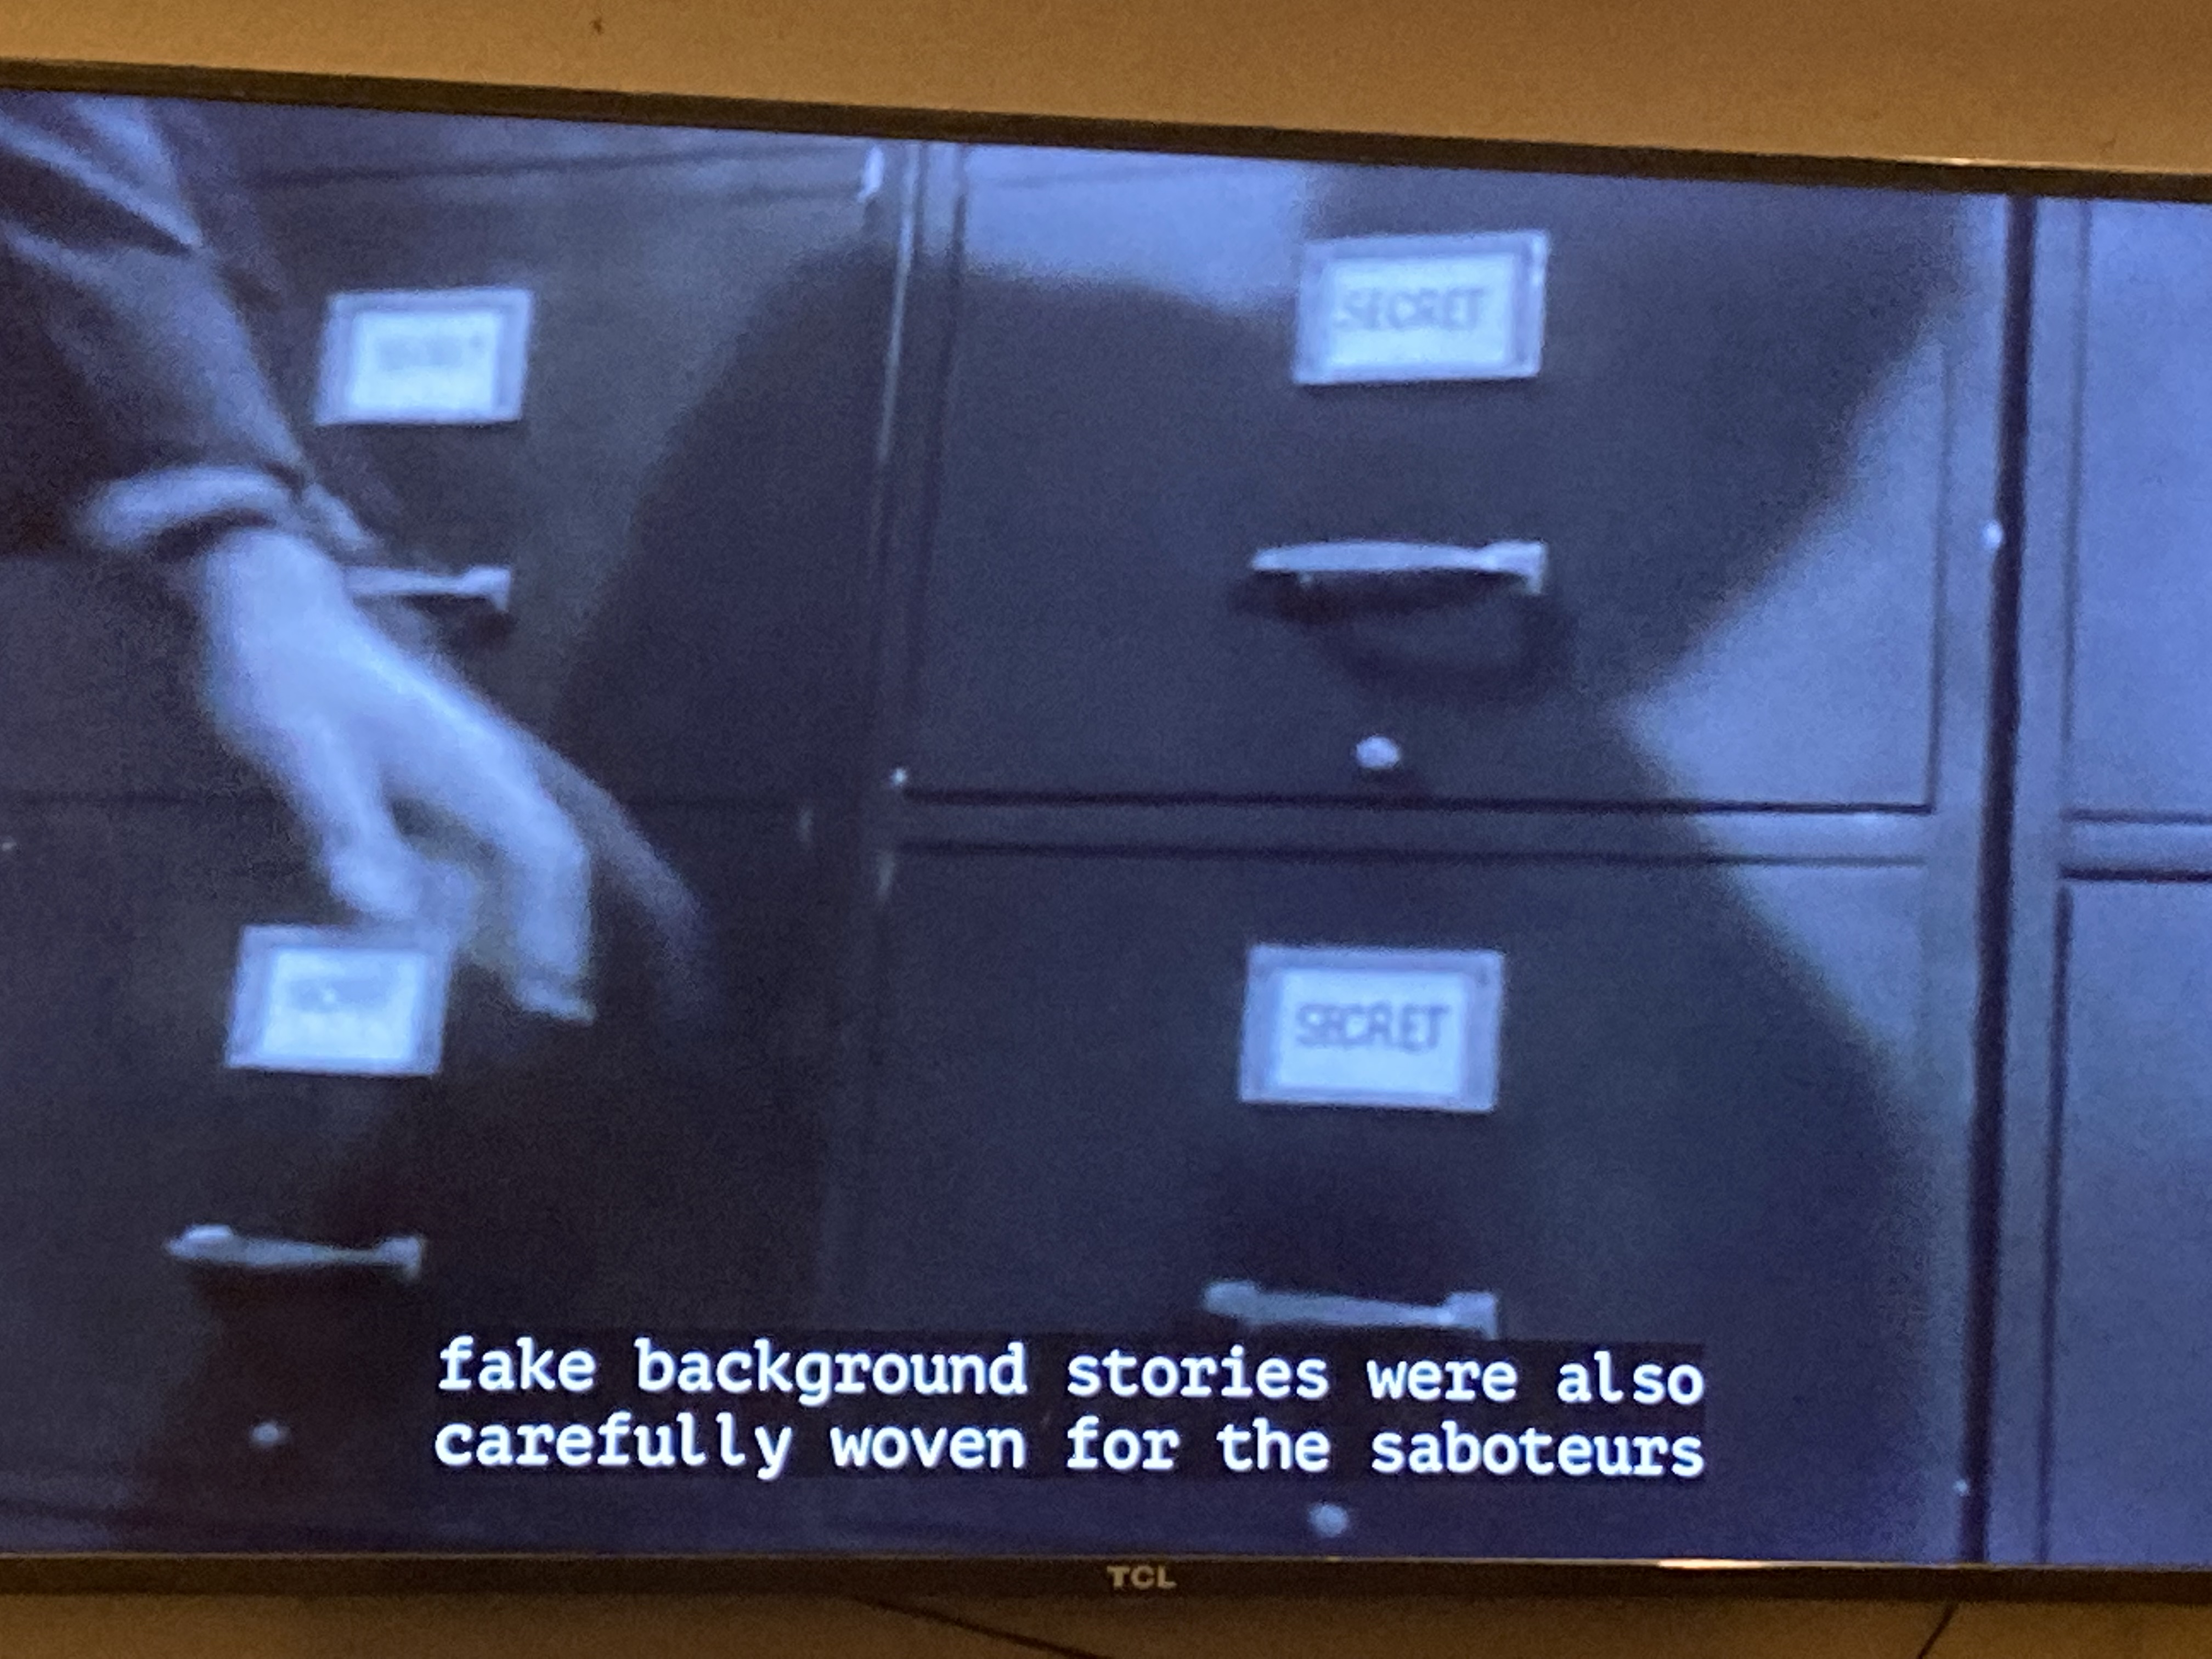 SECRET
SECRET
fake background stories were also
carefully woven for the saboteurs
TCL